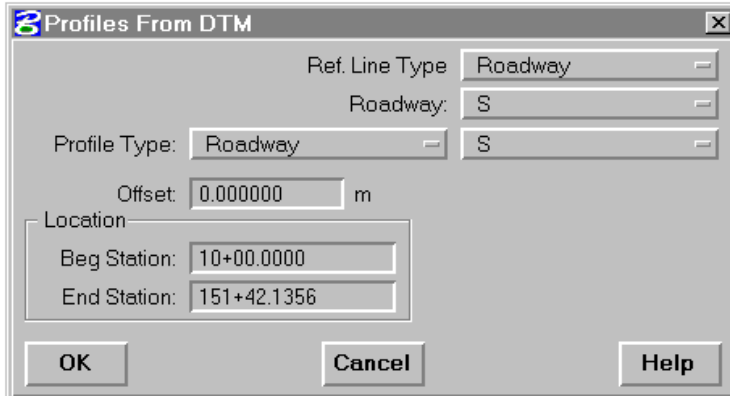 Profiles From DTM
Ref. Line Type Roadway
Roadway: S
Profile Type: Roadway S
Offset: 0.000000 m
Location
Beg Station: 10+00.0000
End Station: 151+42.1356
OK Cancel Help